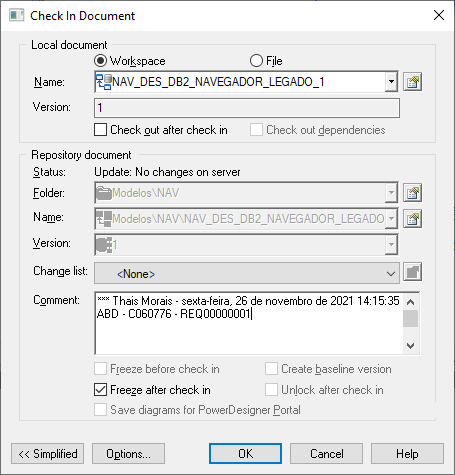 Check In Document
Local document
Workspace
File
Name:
NAV_DES_DB2_NAVEGADOR_LEGADO_1
Version:
1
Check out after check in
Check out dependencies
Repository document
Status:
Update: No changes on server
Folder:
Modelos\NAV
Name:
Modelos\NAV\NAV_DES_DB2_NAVEGADOR_LEGADO
Version:
1
Change list:
<None>
Comment:
*** Thais Morais - sexta-feira, 26 de novembro de 2021 14:15:35
ABD - C060776 - REQ00000001
Freeze before check in
Create baseline version
Freeze after check in
Unlock after check in
Save diagrams for PowerDesigner Portal
<< Simplified
Options...
OK
Cancel
Help